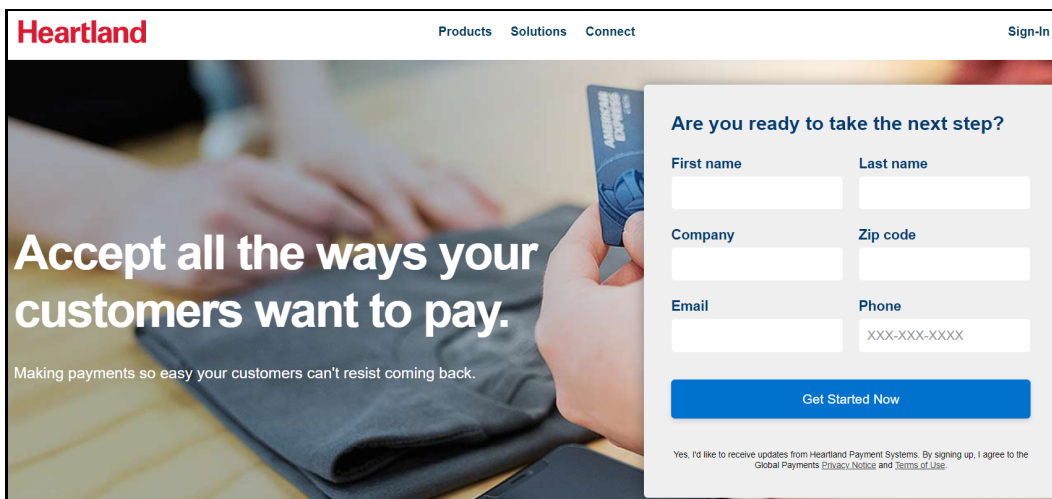 Heartland
Products Solutions Connect
Sign-In
AMERICAN
EXPRESS
Accept all the ways your
customers want to pay.
Making payments so easy your customers can't resist coming back.
Are you ready to take the next step?
First name Last name
Company Zip code
Email Phone
XXX-XXX-XXXX
Get Started Now
Yes, I'd like to receive updates from Heartland Payment Systems. By signing up, I agree to the
Global Payments Privacy Notice and Terms of Use.